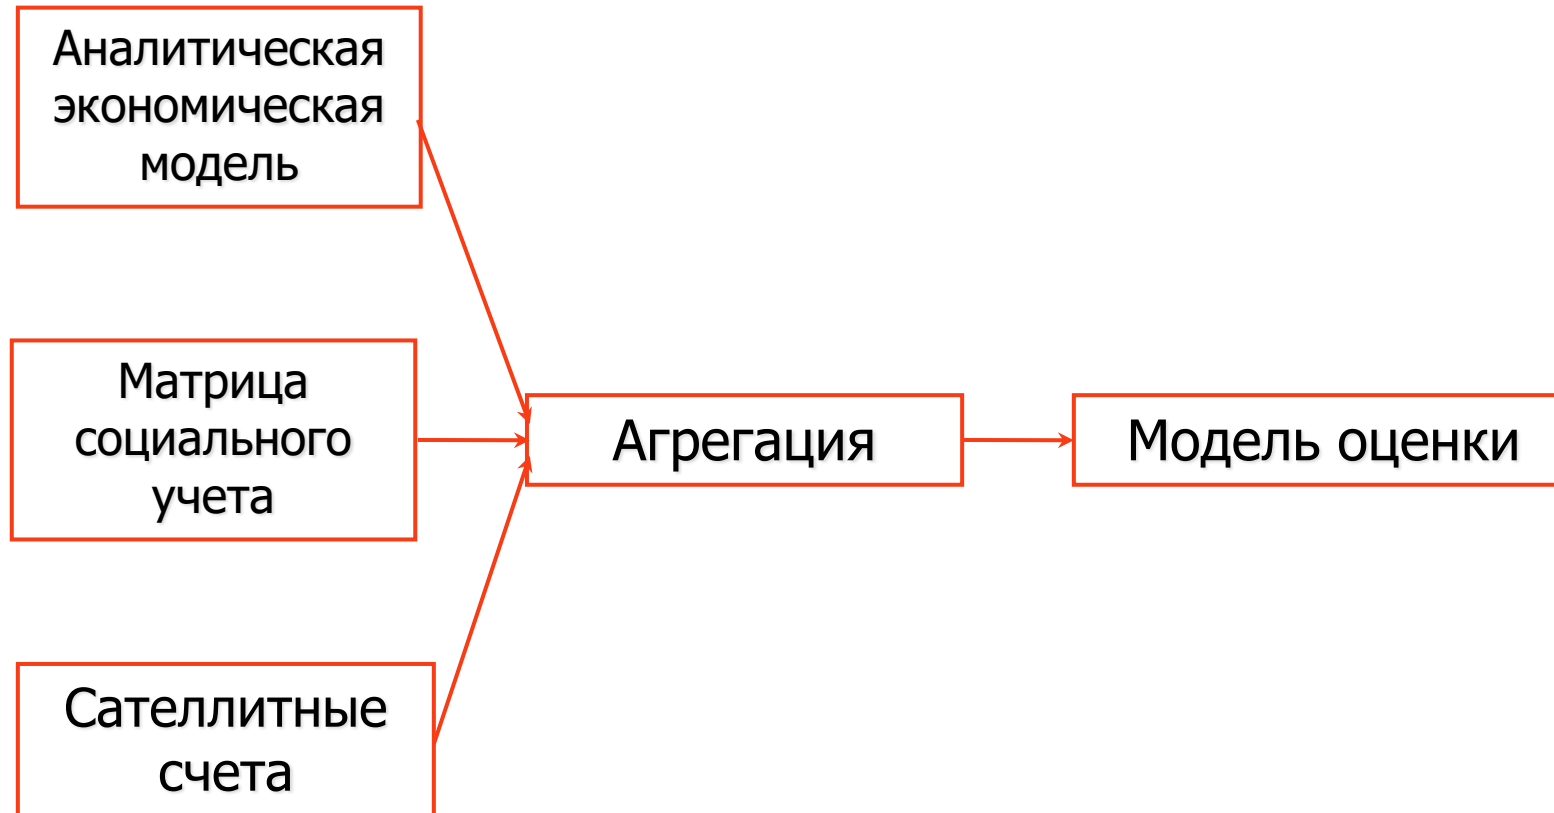 Аналитическая
экономическая
модель
Матрица
социального
учета
Агрегация
Модель оценки
Сателлитные
счета